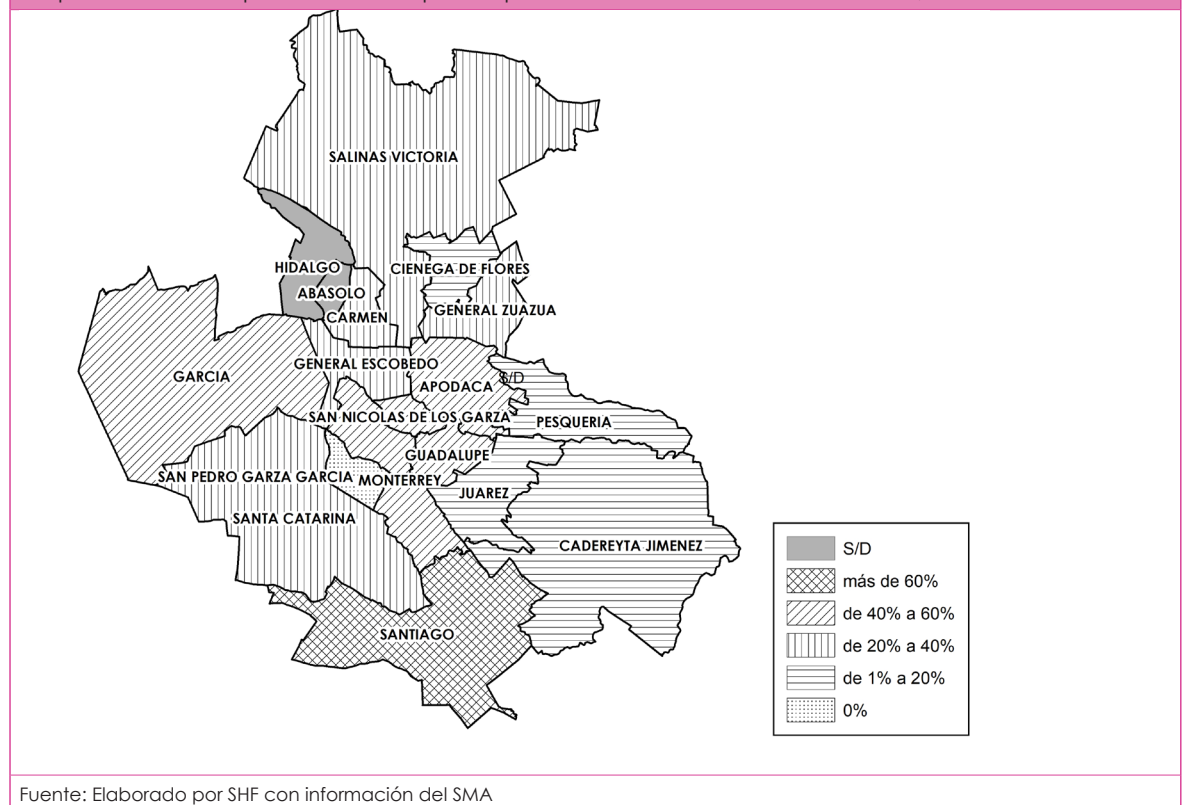 SALINAS VICTORIA
HIDALGO
CIENEGA DE FLORES
ABASOLO
CARMEN
GENERAL ZUAZUA
GENERAL ESCOBEDO
GARCIA
APODACA
S/D
SAN NICOLAS DE LOS GARZA
PESQUERIA
GUADALUPE
SAN PEDRO GARZA GARCIA
MONTERREY
JUAREZ
SANTA CATARINA
CADEREYTA JIMENEZ
SANTIAGO
S/D
más de 60%
de 40% a 60%
de 20% a 40%
de 1% a 20%
0%
Fuente: Elaborado por SHF con información del SMA